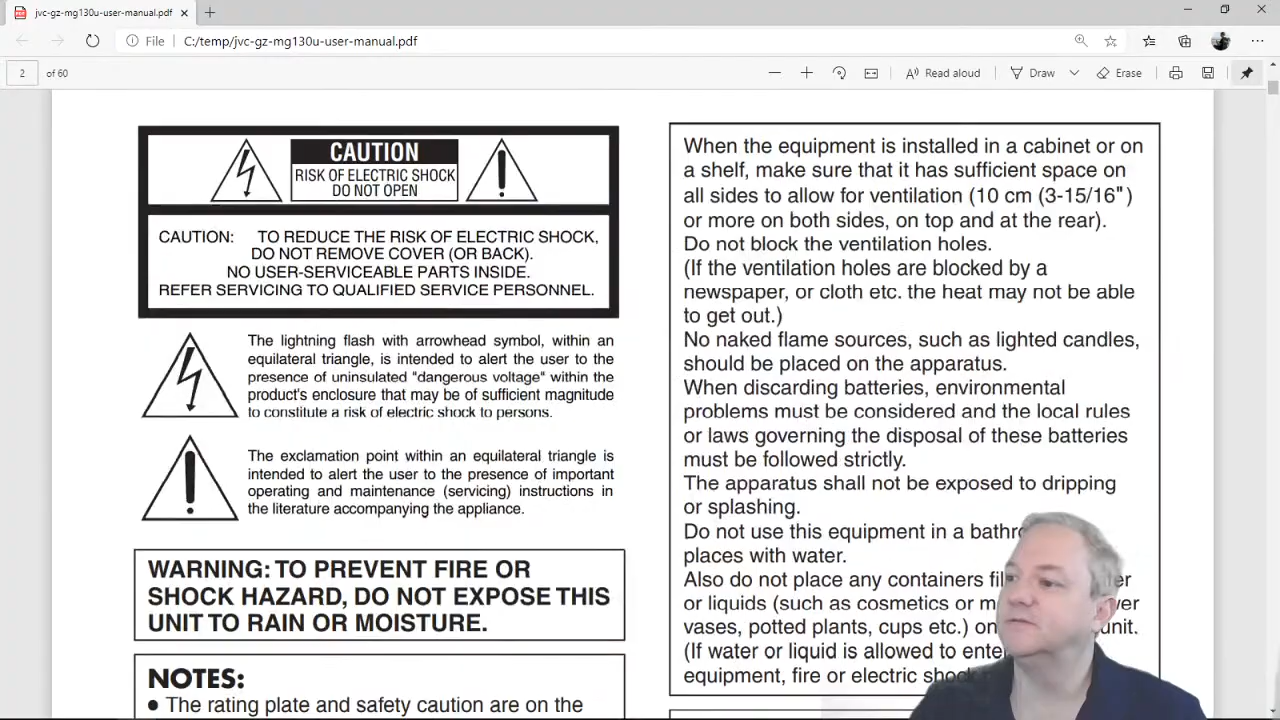 jvc-gz-mg130u-user-manual.pdf
File C:/temp/jvc-gz-mg130u-user-manual.pdf
2 of 60 Read aloud Draw Erase
CAUTION
RISK OF ELECTRIC SHOCK
DO NOT OPEN
CAUTION: TO REDUCE THE RISK OF ELECTRIC SHOCK,
DO NOT REMOVE COVER (OR BACK).
NO USER-SERVICEABLE PARTS INSIDE.
REFER SERVICING TO QUALIFIED SERVICE PERSONNEL.
The lightning flash with arrowhead symbol, within an
equilateral triangle, is intended to alert the user to the
presence of uninsulated "dangerous voltage" within the
product's enclosure that may be of sufficient magnitude
to constitute a risk of electric shock to persons.
The exclamation point within an equilateral triangle is
intended to alert the user to the presence of important
operating and maintenance (servicing) instructions in
the literature accompanying the appliance.
WARNING: TO PREVENT FIRE OR
SHOCK HAZARD, DO NOT EXPOSE THIS
UNIT TO RAIN OR MOISTURE.
NOTES:
● The rating plate and safety caution are on the
When the equipment is installed in a cabinet or on
a shelf, make sure that it has sufficient space on
all sides to allow for ventilation (10 cm (3-15/16")
or more on both sides, on top and at the rear).
Do not block the ventilation holes.
(If the ventilation holes are blocked by a
newspaper, or cloth etc. the heat may not be able
to get out.)
No naked flame sources, such as lighted candles,
should be placed on the apparatus.
When discarding batteries, environmental
problems must be considered and the local rules
or laws governing the disposal of these batteries
must be followed strictly.
The apparatus shall not be exposed to dripping
or splashing.
Do not use this equipment in a
places with water.
Also do not place any containers
or liquids (such as cosmetics or
vases, potted plants, cups etc.) on unit.
(If water or liquid is allowed to
equipment, fire or electric